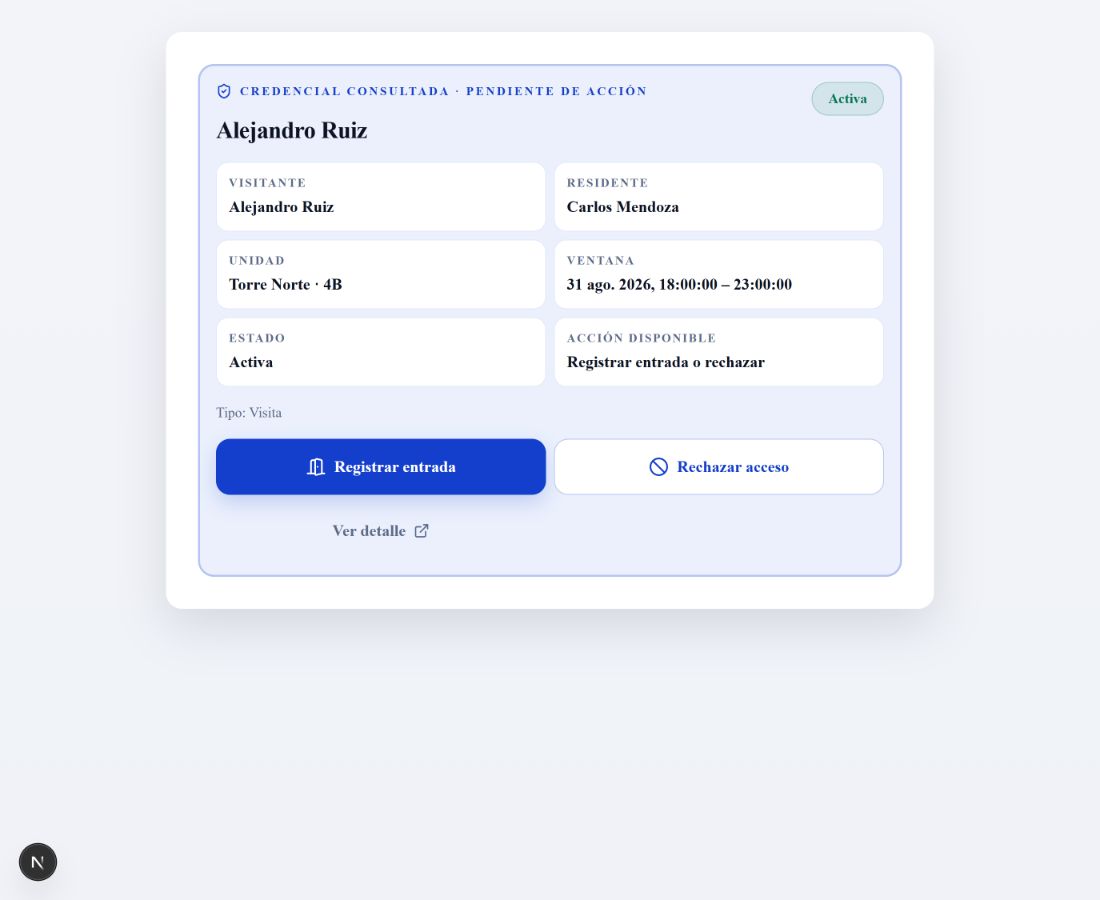 CREDENCIAL CONSULTADA · PENDIENTE DE ACCIÓN
Activa
Alejandro Ruiz
VISITANTE
Alejandro Ruiz
RESIDENTE
Carlos Mendoza
UNIDAD
Torre Norte · 4B
VENTANA
31 ago. 2026, 18:00:00 – 23:00:00
ESTADO
Activa
ACCIÓN DISPONIBLE
Registrar entrada o rechazar
Tipo: Visita
Registrar entrada
Rechazar acceso
Ver detalle
N